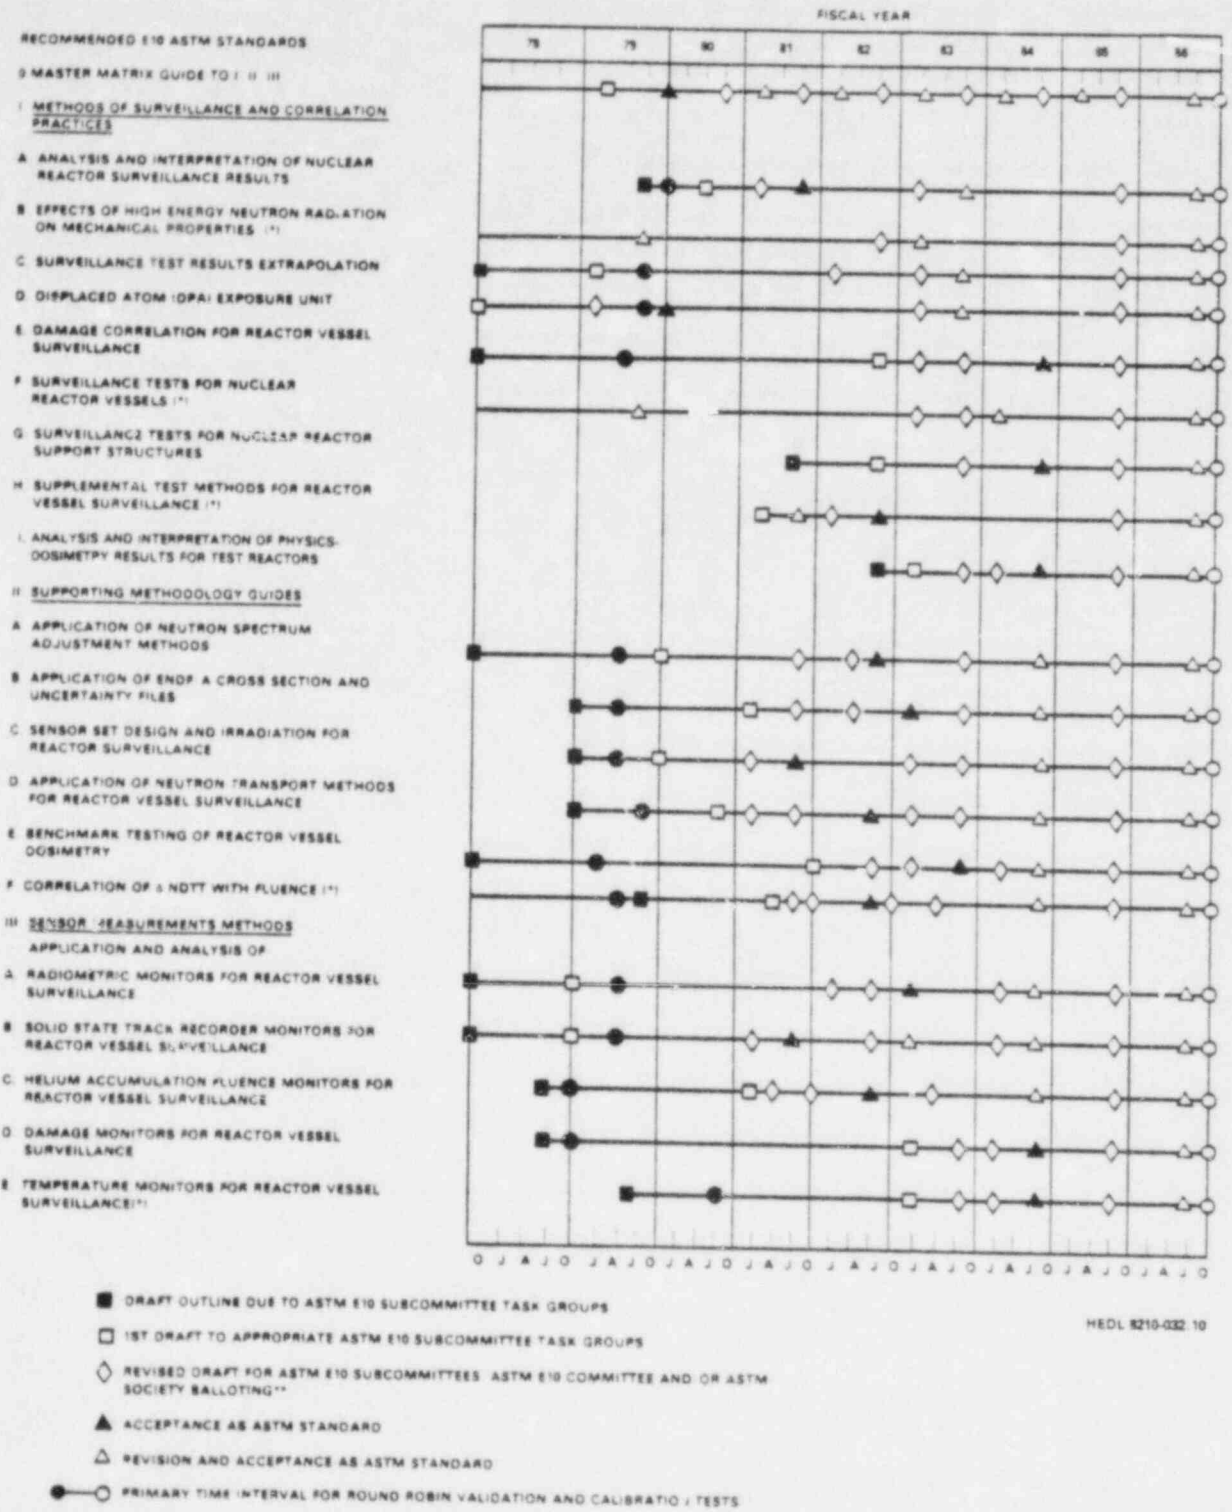 FISCAL YEAR
RECOMMENDED E10 ASTM STANDARDS
78 79 80 81 82 83 84 85 86
0 MASTER MATRIX GUIDE TO I II III
I METHODS OF SURVEILLANCE AND CORRELATION
PRACTICES
A ANALYSIS AND INTERPRETATION OF NUCLEAR
REACTOR SURVEILLANCE RESULTS
B EFFECTS OF HIGH ENERGY NEUTRON RADIATION
ON MECHANICAL PROPERTIES (*)
C SURVEILLANCE TEST RESULTS EXTRAPOLATION
D DISPLACED ATOM (DPA) EXPOSURE UNIT
E DAMAGE CORRELATION FOR REACTOR VESSEL
SURVEILLANCE
F SURVEILLANCE TESTS FOR NUCLEAR
REACTOR VESSELS (*)
G SURVEILLANCE TESTS FOR NUCLEAR REACTOR
SUPPORT STRUCTURES
H SUPPLEMENTAL TEST METHODS FOR REACTOR
VESSEL SURVEILLANCE (*)
I. ANALYSIS AND INTERPRETATION OF PHYSICS-
DOSIMETRY RESULTS FOR TEST REACTORS
II SUPPORTING METHODOLOGY GUIDES
A APPLICATION OF NEUTRON SPECTRUM
ADJUSTMENT METHODS
B APPLICATION OF ENDF A CROSS SECTION AND
UNCERTAINTY FILES
C SENSOR SET DESIGN AND IRRADIATION FOR
REACTOR SURVEILLANCE
D APPLICATION OF NEUTRON TRANSPORT METHODS
FOR REACTOR VESSEL SURVEILLANCE
E BENCHMARK TESTING OF REACTOR VESSEL
DOSIMETRY
F CORRELATION OF Δ NDTT WITH FLUENCE (*)
III SENSOR MEASUREMENTS METHODS
APPLICATION AND ANALYSIS OF
A RADIOMETRIC MONITORS FOR REACTOR VESSEL
SURVEILLANCE
B SOLID STATE TRACK RECORDER MONITORS FOR
REACTOR VESSEL SURVEILLANCE
C. HELIUM ACCUMULATION FLUENCE MONITORS FOR
REACTOR VESSEL SURVEILLANCE
D DAMAGE MONITORS FOR REACTOR VESSEL
SURVEILLANCE
E TEMPERATURE MONITORS FOR REACTOR VESSEL
SURVEILLANCE(*)
O J A J O J A J O J A J O J A J O J A J O J A J O J A J O J A J O J A J O
DRAFT OUTLINE DUE TO ASTM E10 SUBCOMMITTEE TASK GROUPS
HEDL 8210-032.10
1ST DRAFT TO APPROPRIATE ASTM E10 SUBCOMMITTEE TASK GROUPS
REVISED DRAFT FOR ASTM E10 SUBCOMMITTEES ASTM E10 COMMITTEE AND OR ASTM
SOCIETY BALLOTING**
ACCEPTANCE AS ASTM STANDARD
REVISION AND ACCEPTANCE AS ASTM STANDARD
PRIMARY TIME INTERVAL FOR ROUND ROBIN VALIDATION AND CALIBRATION TESTS